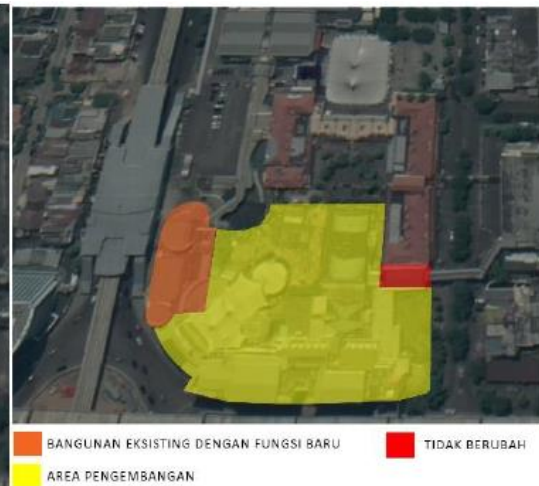 BANGUNAN EKSISTING DENGAN FUNGSI BARU
TIDAK BERUBAH
AREA PENGEMBANGAN